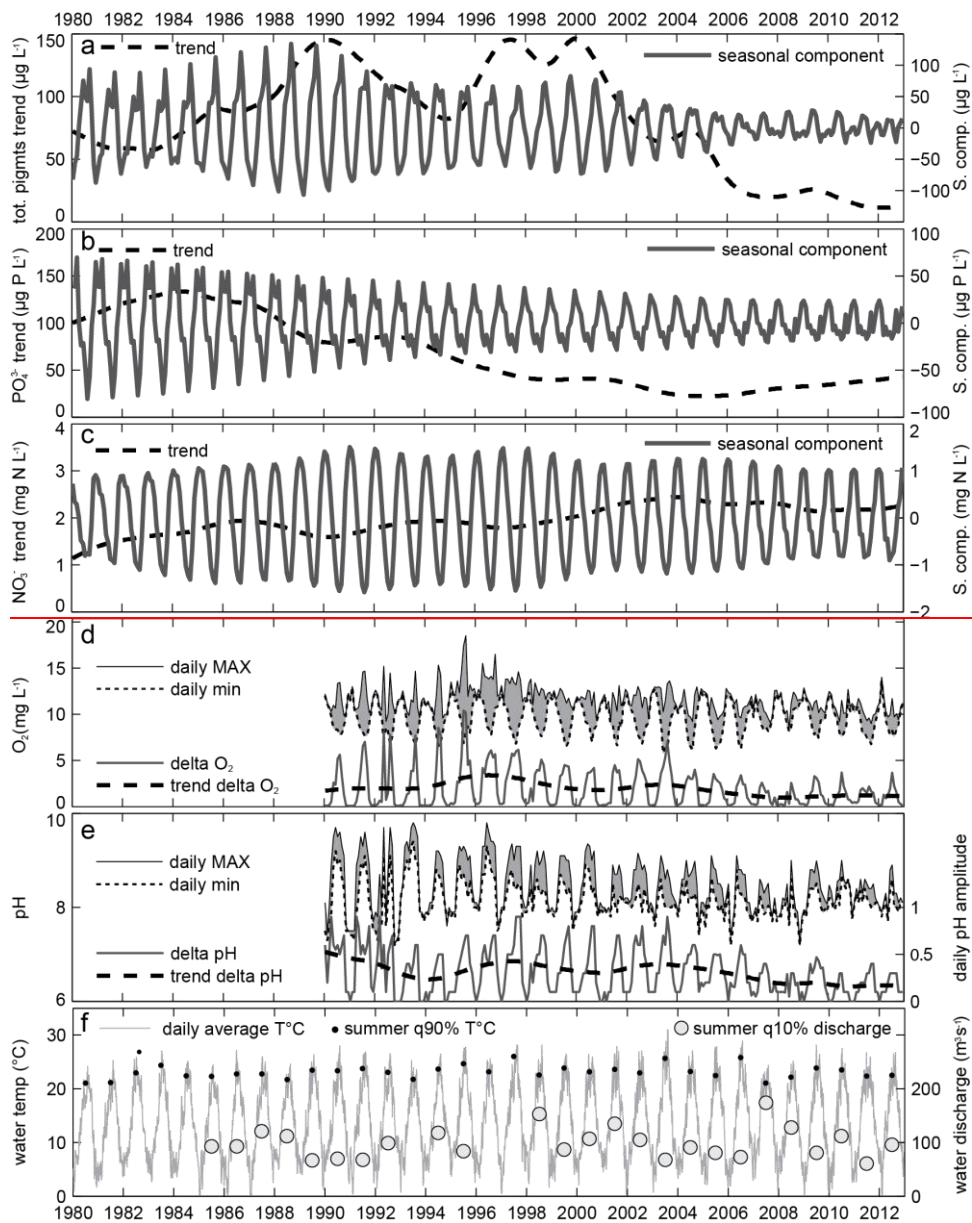 1980 1982 1984 1986 1988 1990 1992 1994 1996 1998 2000 2002 2004 2006 2008 2010 2012
a
trend
seasonal component
tot. pigmts trend (µg L⁻¹)
150
100
50
0
S. comp. (µg L⁻¹)
100
50
0
−50
−100
b
trend
seasonal component
PO₄³⁻ trend (µg P L⁻¹)
200
150
100
50
0
S. comp. (µg P L⁻¹)
100
50
0
−50
−100
c
trend
seasonal component
NO₃⁻ trend (mg N L⁻¹)
4
3
2
1
0
S. comp. (mg N L⁻¹)
2
1
0
−1
−2
d
daily MAX
daily min
delta O₂
trend delta O₂
O₂(mg L⁻¹)
20
15
10
5
0
e
daily MAX
daily min
delta pH
trend delta pH
pH
10
8
6
daily pH amplitude
1
0.5
0
f
daily average T°C
summer q90% T°C
summer q10% discharge
water temp (°C)
30
20
10
0
water discharge (m³s⁻¹)
200
100
0
1980 1982 1984 1986 1988 1990 1992 1994 1996 1998 2000 2002 2004 2006 2008 2010 2012